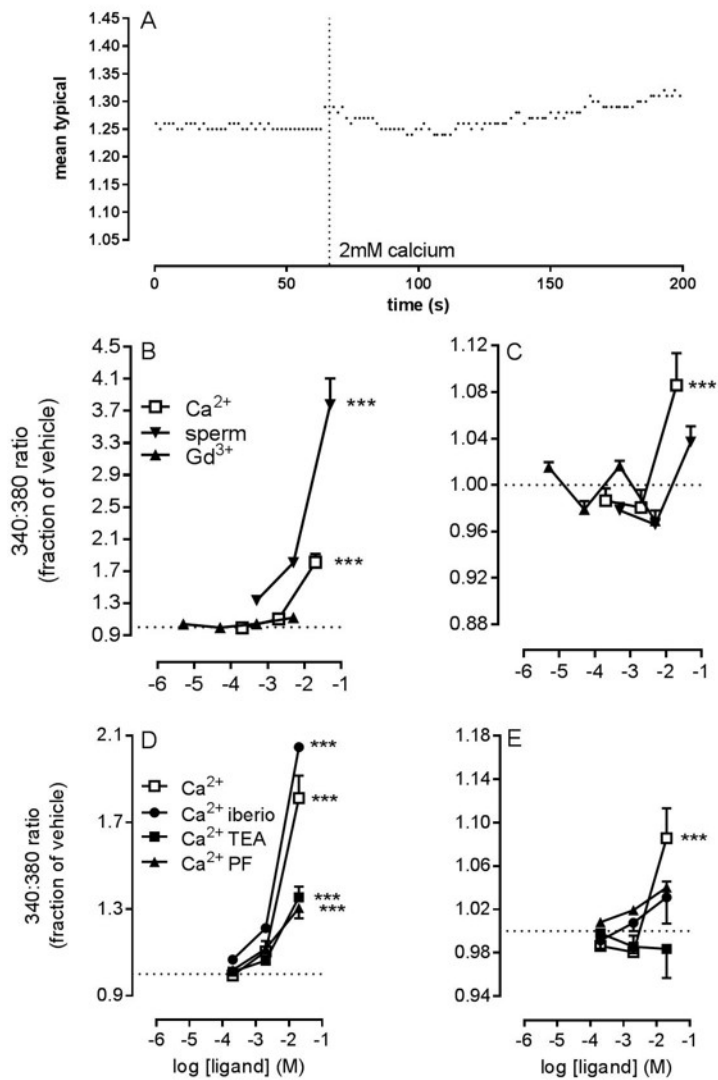 A
1.45
1.40
1.35
1.30
1.25
1.20
1.15
1.10
1.05
mean typical
2mM calcium
0 50 100 150 200
time (s)
B
4.5
4.1
3.7
3.3
2.9
2.5
2.1
1.7
1.3
0.9
340:380 ratio
(fraction of vehicle)
Ca²⁺
sperm
Gd³⁺
***
***
-6 -5 -4 -3 -2 -1
C
1.12
1.08
1.04
1.00
0.96
0.92
0.88
***
-6 -5 -4 -3 -2 -1
D
2.1
1.7
1.3
0.9
340:380 ratio
(fraction of vehicle)
Ca²⁺
Ca²⁺ iberio
Ca²⁺ TEA
Ca²⁺ PF
***
***
***
***
-6 -5 -4 -3 -2 -1
log [ligand] (M)
E
1.18
1.14
1.10
1.06
1.02
0.98
0.94
***
-6 -5 -4 -3 -2 -1
log [ligand] (M)